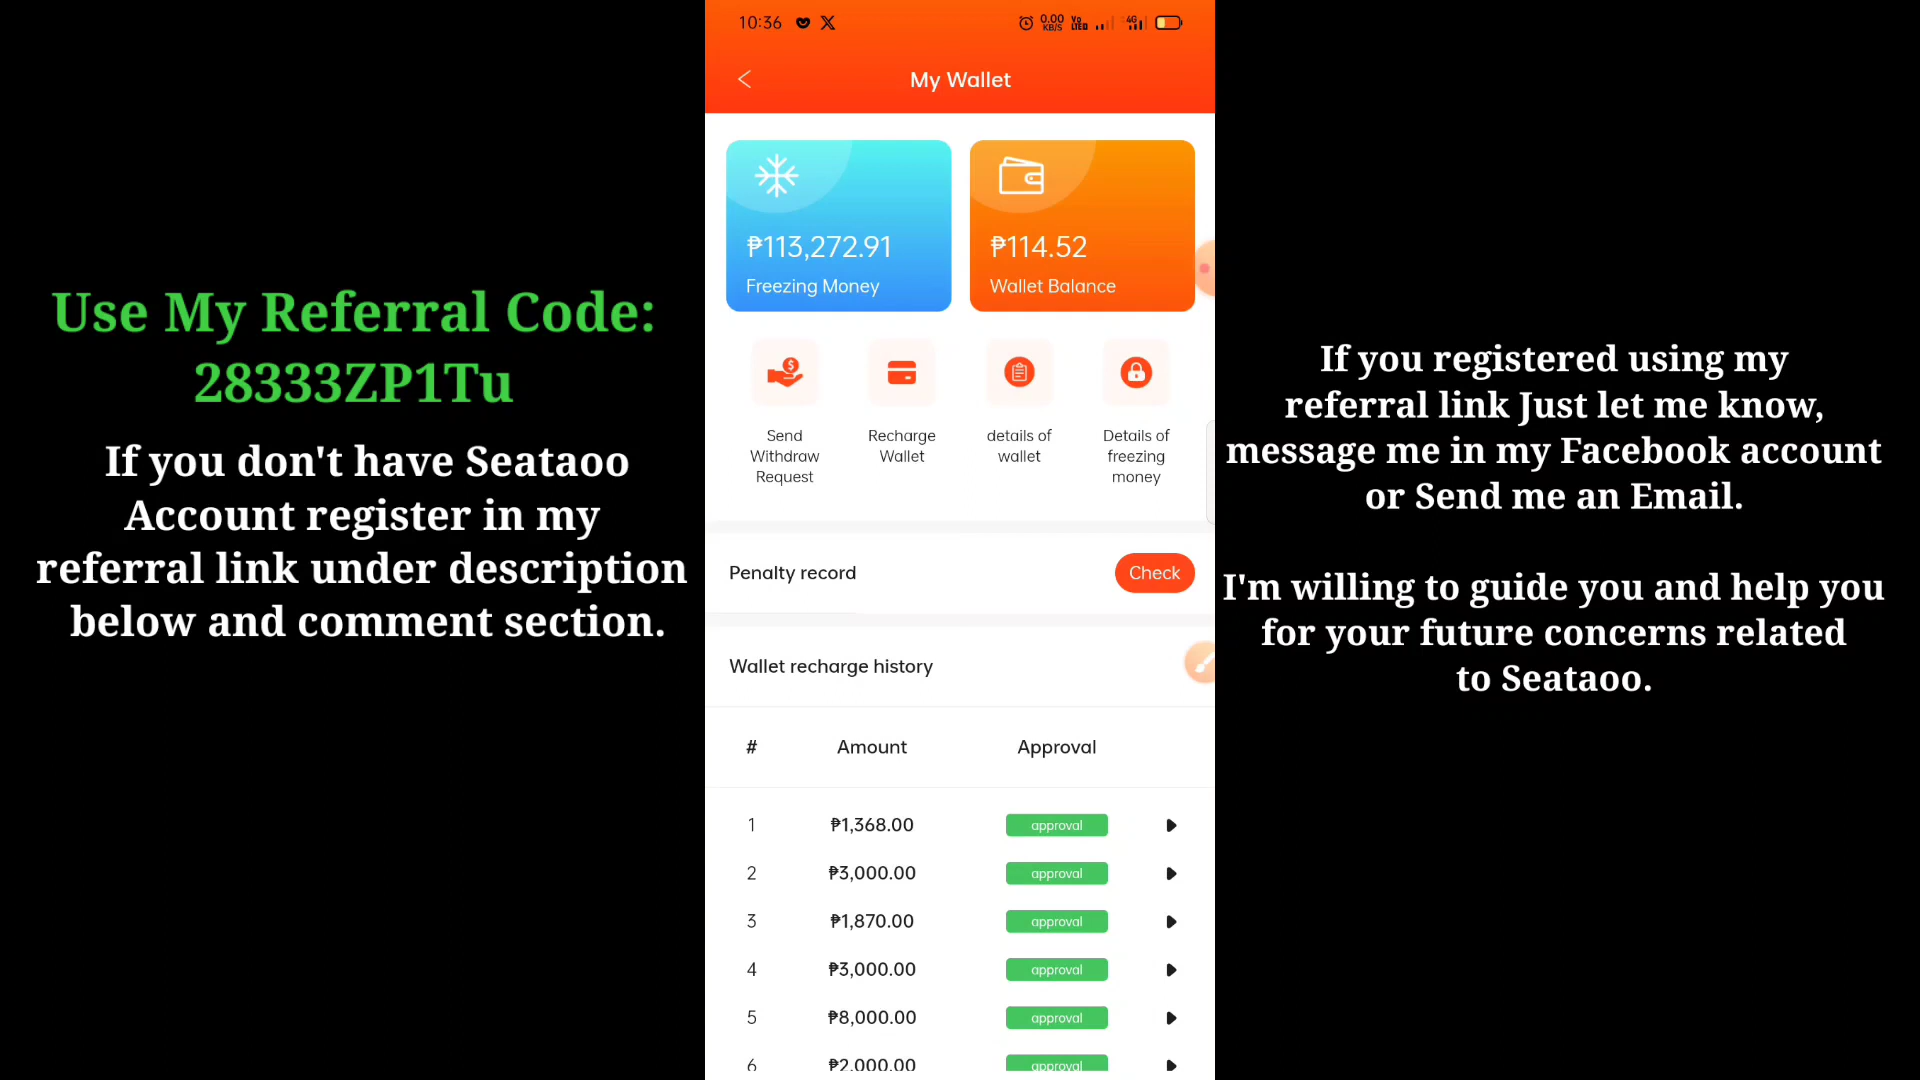 10:36
0.00
KB/S
Vo
LTE
4G
My Wallet
₱113,272.91
Freezing Money
₱114.52
Wallet Balance
Send
Withdraw
Request
Recharge
Wallet
details of
wallet
Details of
freezing
money
Penalty record
Check
Wallet recharge history
# Amount Approval
1 ₱1,368.00 approval
2 ₱3,000.00 approval
3 ₱1,870.00 approval
4 ₱3,000.00 approval
5 ₱8,000.00 approval
6 ₱2,000.00 approval
Use My Referral Code:
28333ZP1Tu
If you don't have Seataoo
Account register in my
referral link under description
below and comment section.
If you registered using my
referral link Just let me know,
message me in my Facebook account
or Send me an Email.
I'm willing to guide you and help you
for your future concerns related
to Seataoo.